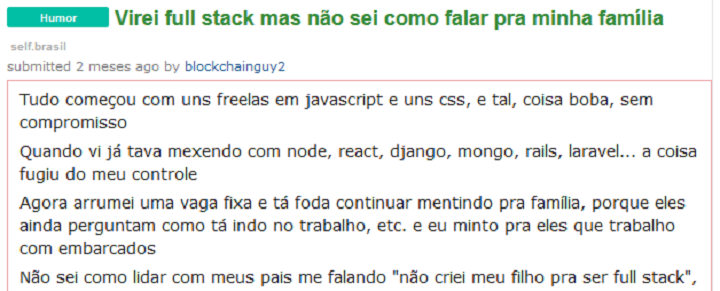 Humor Virei full stack mas não sei como falar pra minha família
self.brasil
submitted 2 meses ago by blockchainguy2
Tudo começou com uns freelas em javascript e uns css, e tal, coisa boba, sem
compromisso
Quando vi já tava mexendo com node, react, django, mongo, rails, laravel... a coisa
fugiu do meu controle
Agora arrumei uma vaga fixa e tá foda continuar mentindo pra família, porque eles
ainda perguntam como tá indo no trabalho, etc. e eu minto pra eles que trabalho
com embarcados
Não sei como lidar com meus pais me falando "não criei meu filho pra ser full stack",